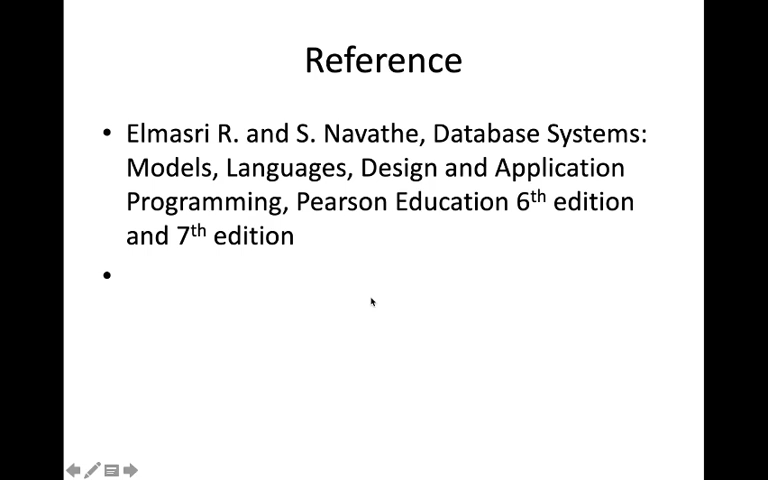 Reference
• Elmasri R. and S. Navathe, Database Systems:
Models, Languages, Design and Application
Programming, Pearson Education 6th edition
and 7th edition
•